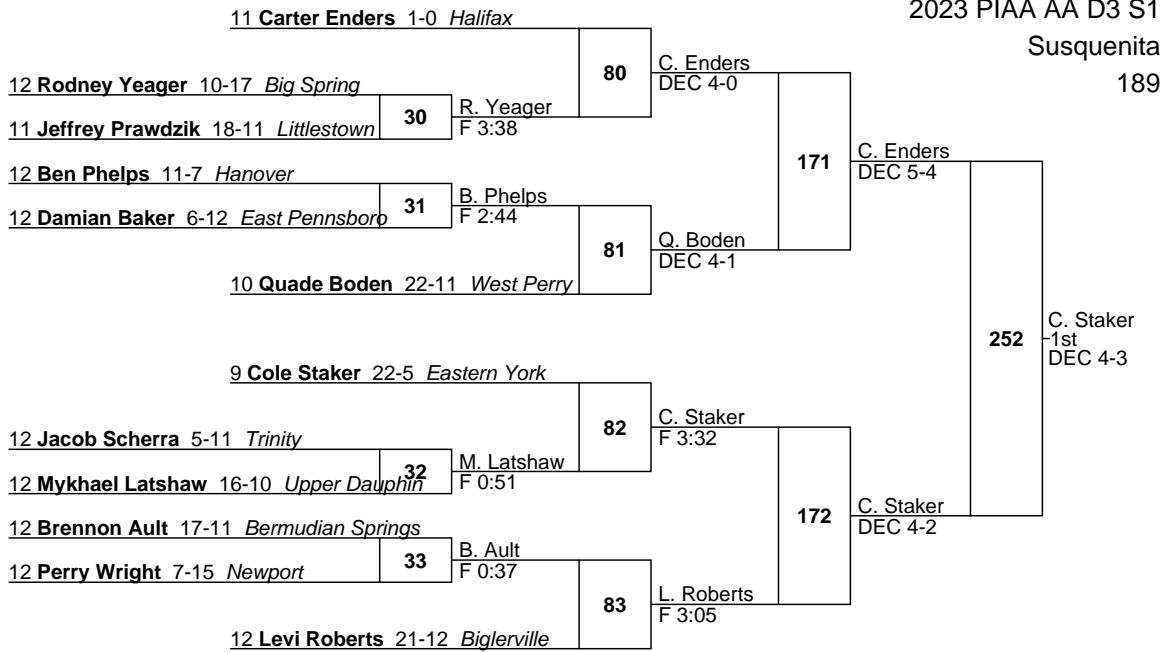 2023 PIAA AA D3 S1
Susquenita
189
11 Carter Enders 1-0 Halifax
80
C. Enders
DEC 4-0
12 Rodney Yeager 10-17 Big Spring
30
R. Yeager
F 3:38
11 Jeffrey Prawdzik 18-11 Littlestown
171
C. Enders
DEC 5-4
12 Ben Phelps 11-7 Hanover
31
B. Phelps
F 2:44
12 Damian Baker 6-12 East Pennsboro
81
Q. Boden
DEC 4-1
10 Quade Boden 22-11 West Perry
252
C. Staker
1st
DEC 4-3
9 Cole Staker 22-5 Eastern York
82
C. Staker
F 3:32
12 Jacob Scherra 5-11 Trinity
32
M. Latshaw
F 0:51
12 Mykhael Latshaw 16-10 Upper Dauphin
172
C. Staker
DEC 4-2
12 Brennon Ault 17-11 Bermudian Springs
33
B. Ault
F 0:37
12 Perry Wright 7-15 Newport
83
L. Roberts
F 3:05
12 Levi Roberts 21-12 Biglerville